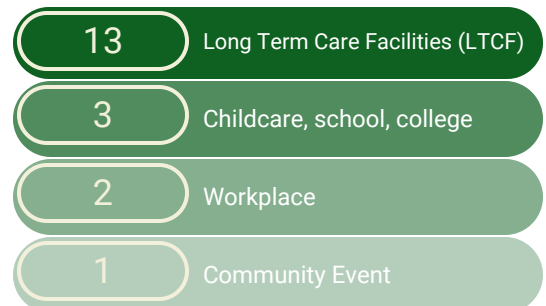 13 Long Term Care Facilities (LTCF)
3 Childcare, school, college
2 Workplace
1 Community Event